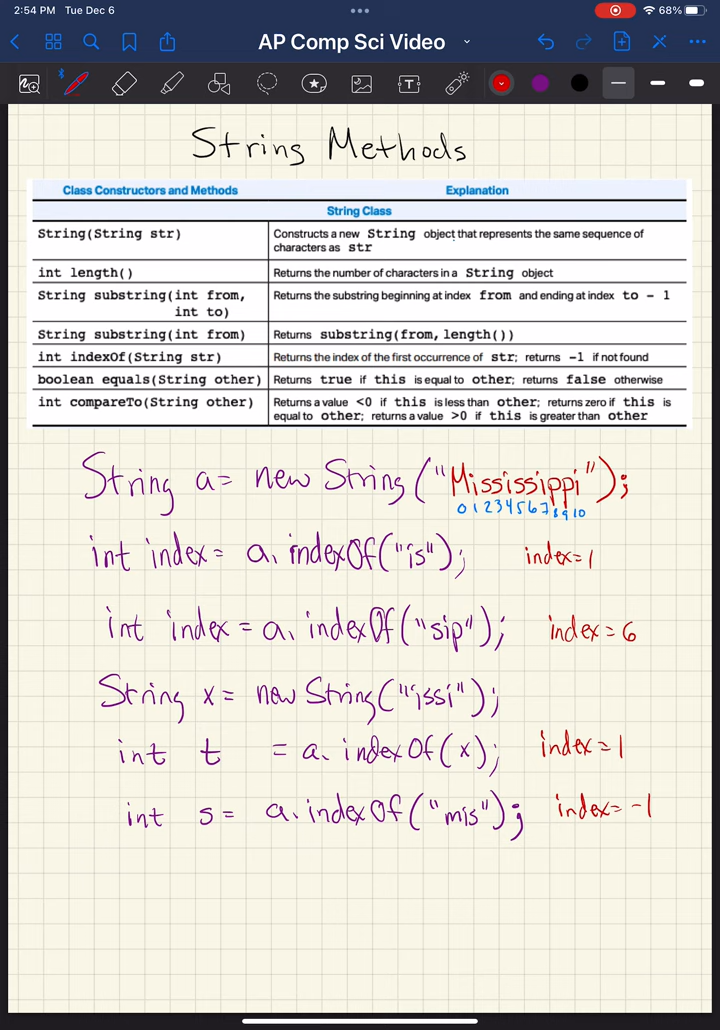 2:54 PM Tue Dec 6
68%
AP Comp Sci Video
String Methods
Class Constructors and Methods Explanation
String Class
String(String str) Constructs a new String object that represents the same sequence of
characters as str
int length() Returns the number of characters in a String object
String substring(int from, Returns the substring beginning at index from and ending at index to - 1
int to)
String substring(int from) Returns substring(from, length())
int indexOf(String str) Returns the index of the first occurrence of str; returns -1 if not found
boolean equals(String other) Returns true if this is equal to other; returns false otherwise
int compareTo(String other) Returns a value <0 if this is less than other; returns zero if this is
equal to other; returns a value >0 if this is greater than other
String a= new String("Mississippi");
0 1 2 3 4 5 6 7 8 9 10
int index= a.indexOf("is"); index=1
int index = a.indexOf("sip"); index=6
String x= new String("issi");
int t = a.indexOf(x); index=1
int s= a.indexOf("mis"); index=-1